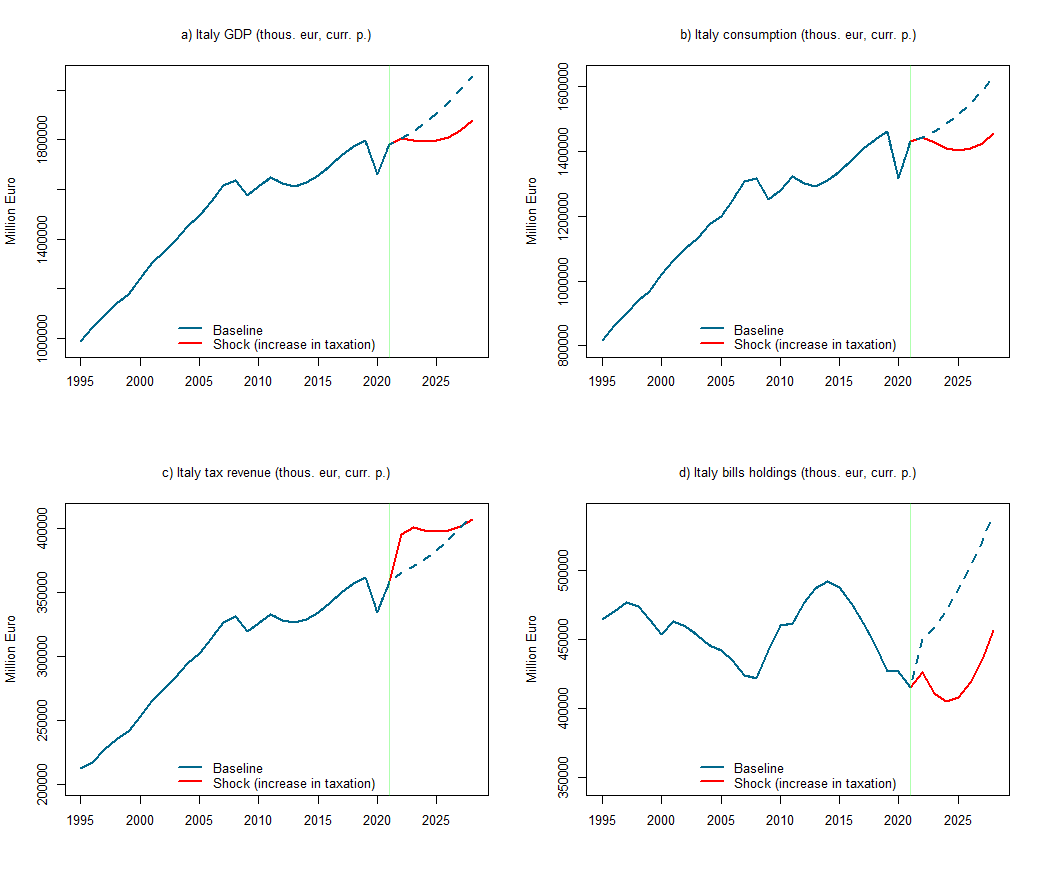 a) Italy GDP (thous. eur, curr. p.)
Million Euro
1000000 1400000 1800000
Baseline
Shock (increase in taxation)
1995 2000 2005 2010 2015 2020 2025
b) Italy consumption (thous. eur, curr. p.)
Million Euro
800000 1000000 1200000 1400000 1600000
Baseline
Shock (increase in taxation)
1995 2000 2005 2010 2015 2020 2025
c) Italy tax revenue (thous. eur, curr. p.)
Million Euro
200000 250000 300000 350000 400000
Baseline
Shock (increase in taxation)
1995 2000 2005 2010 2015 2020 2025
d) Italy bills holdings (thous. eur, curr. p.)
Million Euro
350000 400000 450000 500000
Baseline
Shock (increase in taxation)
1995 2000 2005 2010 2015 2020 2025